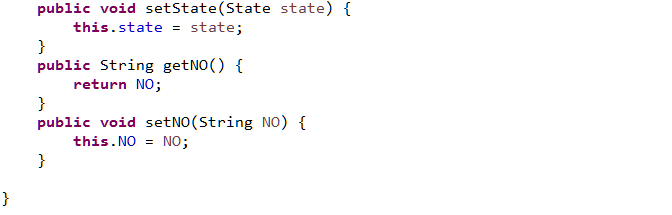 public void setState(State state) {
        this.state = state;
    }
    public String getNO() {
        return NO;
    }
    public void setNO(String NO) {
        this.NO = NO;
    }

}